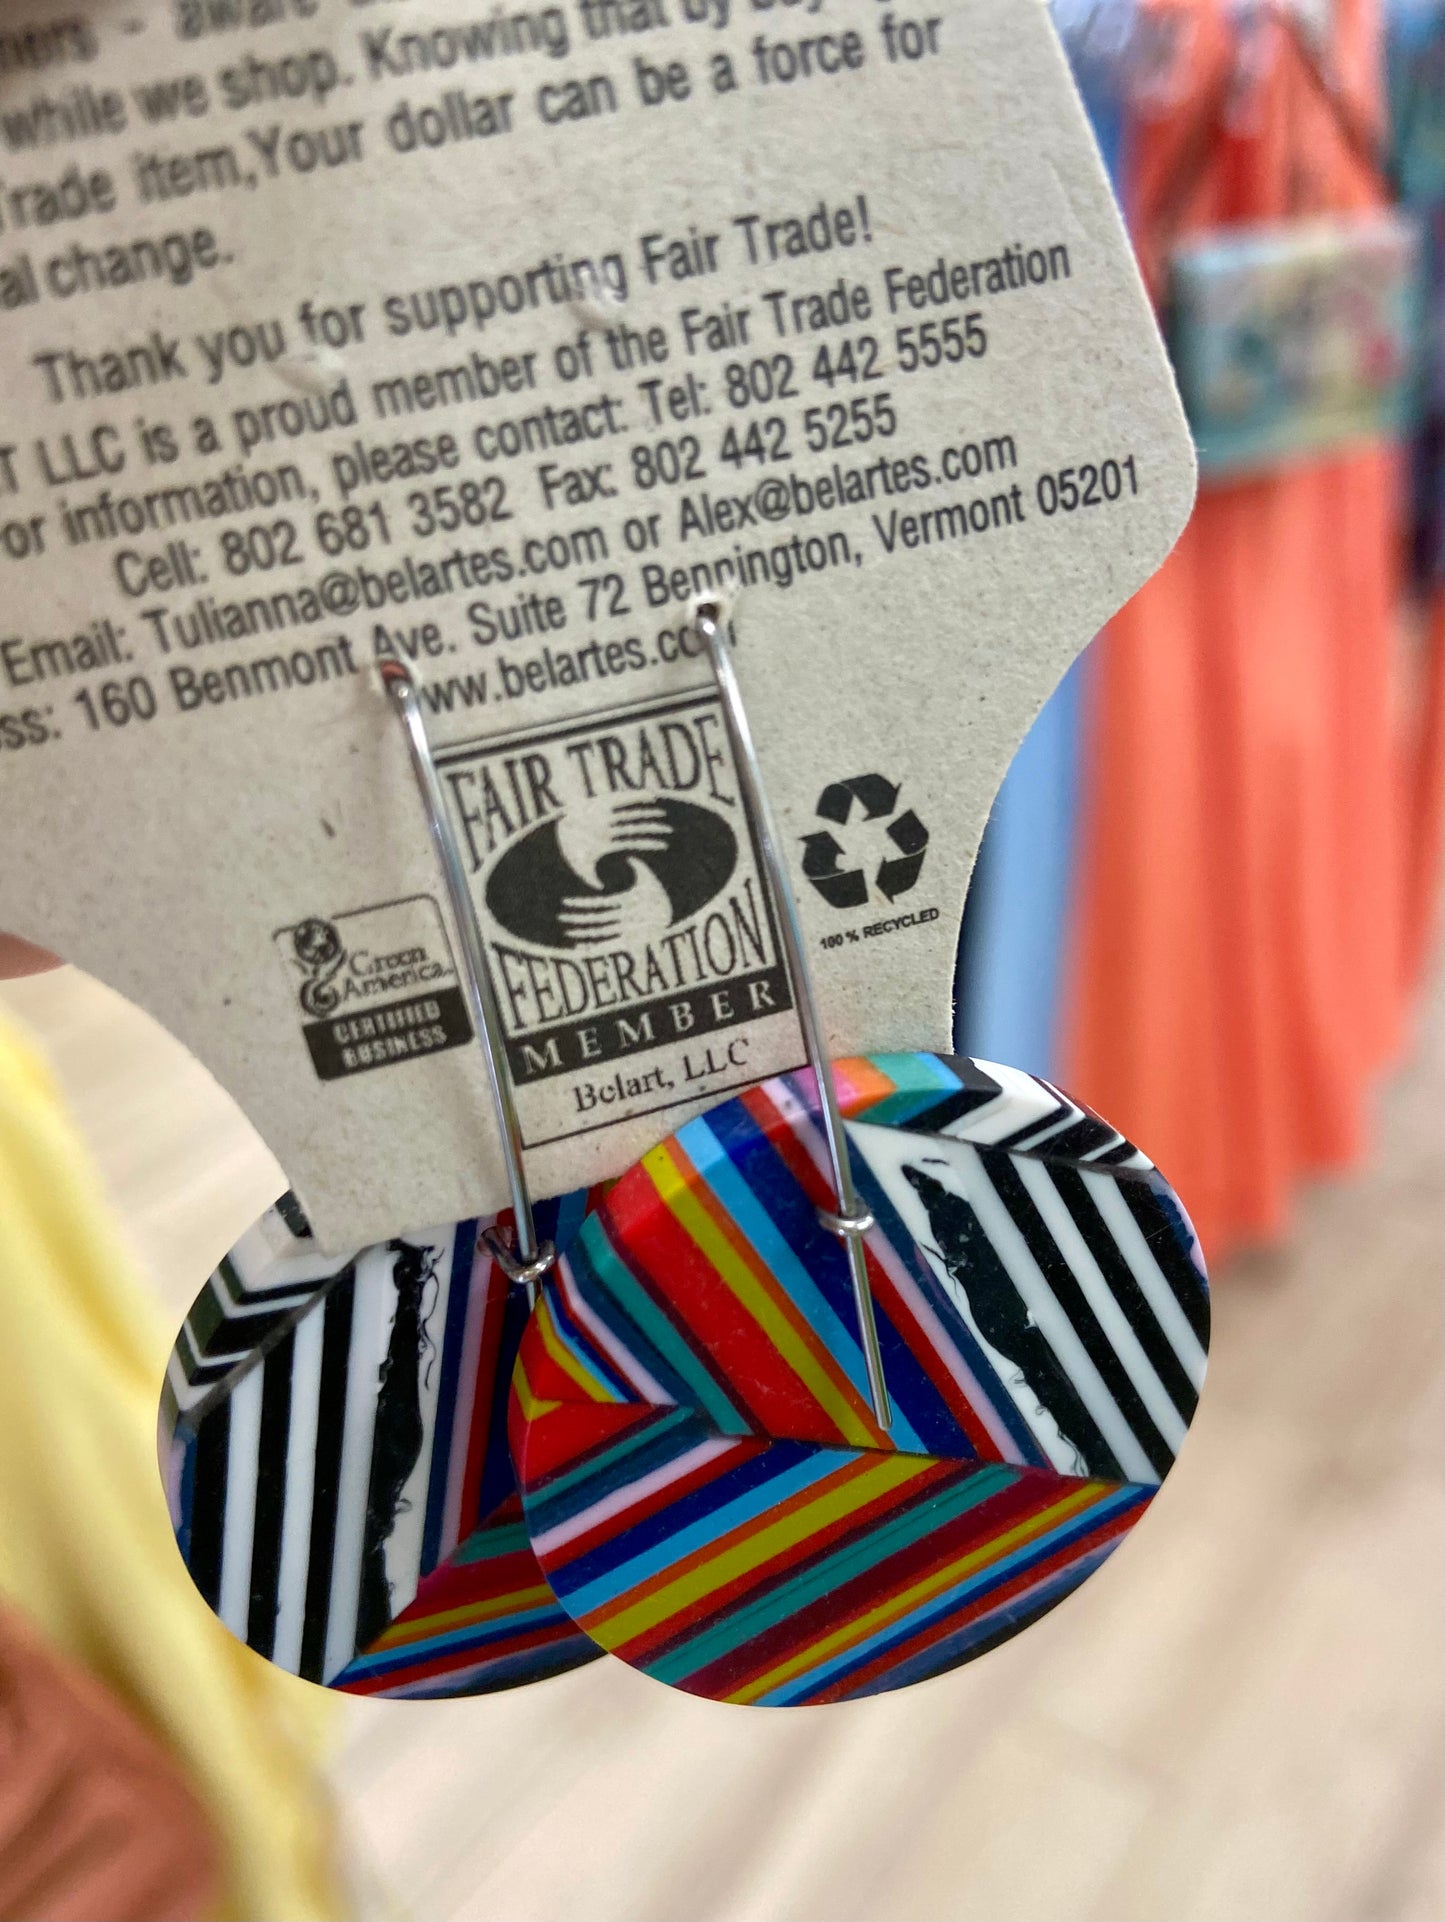 while we shop. Knowing that by
Trade item,Your dollar can be a force for
al change.
Thank you for supporting Fair Trade!
T LLC is a proud member of the Fair Trade Federation
or information, please contact: Tel: 802 442 5555
Cell: 802 681 3582 Fax: 802 442 5255
Email: Tulianna@belartes.com or Alex@belartes.com
ss: 160 Benmont Ave. Suite 72 Bennington, Vermont 05201
www.belartes.com
FAIR TRADE
FEDERATION
MEMBER
Belart, LLC
Green
America
CERTIFIED
BUSINESS
100 % RECYCLED